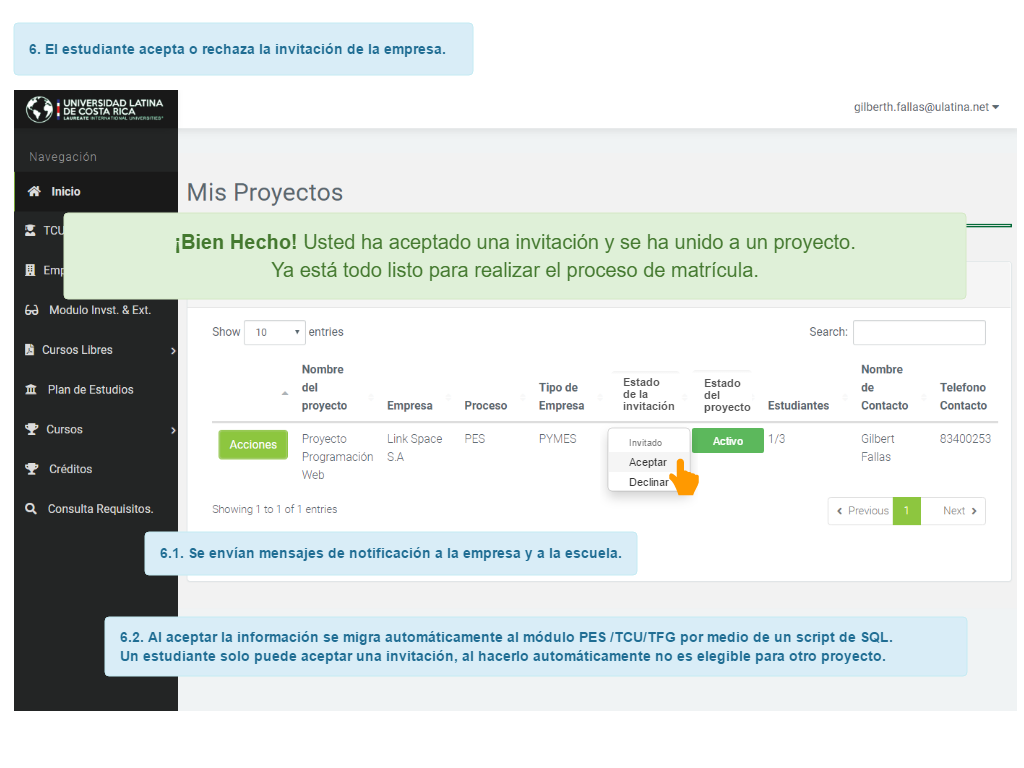 6. El estudiante acepta o rechaza la invitación de la empresa.
UNIVERSIDAD LATINA
DE COSTA RICA
LAUREATE INTERNATIONAL UNIVERSITIES®
gilberth.fallas@ulatina.net
Navegación
Inicio
Mis Proyectos
TCU
¡Bien Hecho! Usted ha aceptado una invitación y se ha unido a un proyecto.
Ya está todo listo para realizar el proceso de matrícula.
Emp
Modulo Invst. & Ext.
Cursos Libres
Plan de Estudios
Cursos
Créditos
Consulta Requisitos.
Show 10 entries
Search:
Nombre
del
proyecto
Empresa
Proceso
Tipo de
Empresa
Estado
de la
invitación
Estado
del
proyecto
Estudiantes
Nombre
de
Contacto
Telefono
Contacto
Acciones
Proyecto
Programación
Web
Link Space
S.A
PES
PYMES
Invitado
Aceptar
Declinar
Activo
1/3
Gilbert
Fallas
83400253
Showing 1 to 1 of 1 entries
Previous 1 Next
6.1. Se envían mensajes de notificación a la empresa y a la escuela.
6.2. Al aceptar la información se migra automáticamente al módulo PES /TCU/TFG por medio de un script de SQL.
Un estudiante solo puede aceptar una invitación, al hacerlo automáticamente no es elegible para otro proyecto.